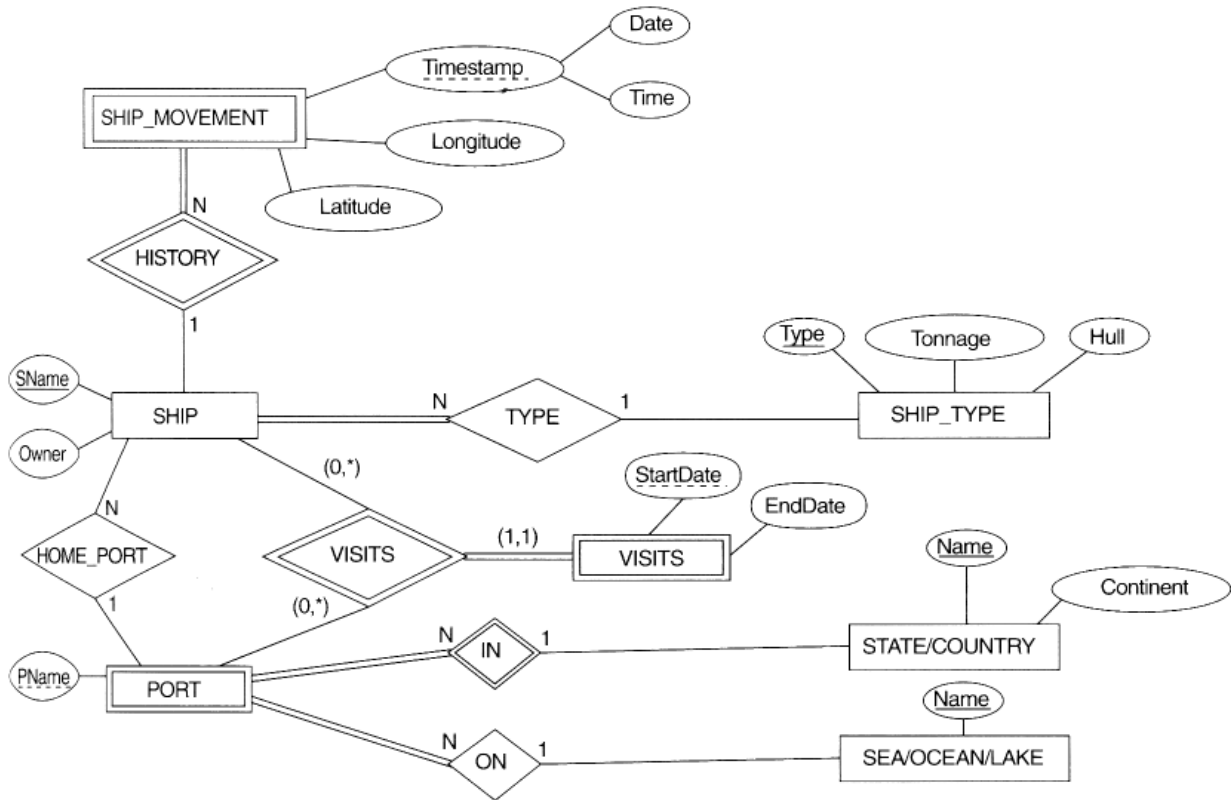 Date
Timestamp
Time
SHIP_MOVEMENT
Longitude
Latitude
N
HISTORY
1
Type
Tonnage
Hull
SName
SHIP
N
TYPE
1
SHIP_TYPE
Owner
(0,*)
StartDate
EndDate
N
HOME_PORT
VISITS
(1,1)
VISITS
Name
Continent
1
(0,*)
N
IN
1
STATE/COUNTRY
PName
PORT
Name
N
ON
1
SEA/OCEAN/LAKE